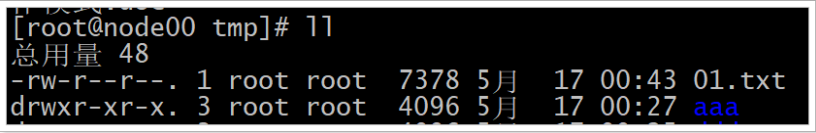 [root@node00 tmp]# ll
总用量 48
-rw-r--r--. 1 root root  7378 5月  17 00:43 01.txt
drwxr-xr-x. 3 root root  4096 5月  17 00:27 aaa